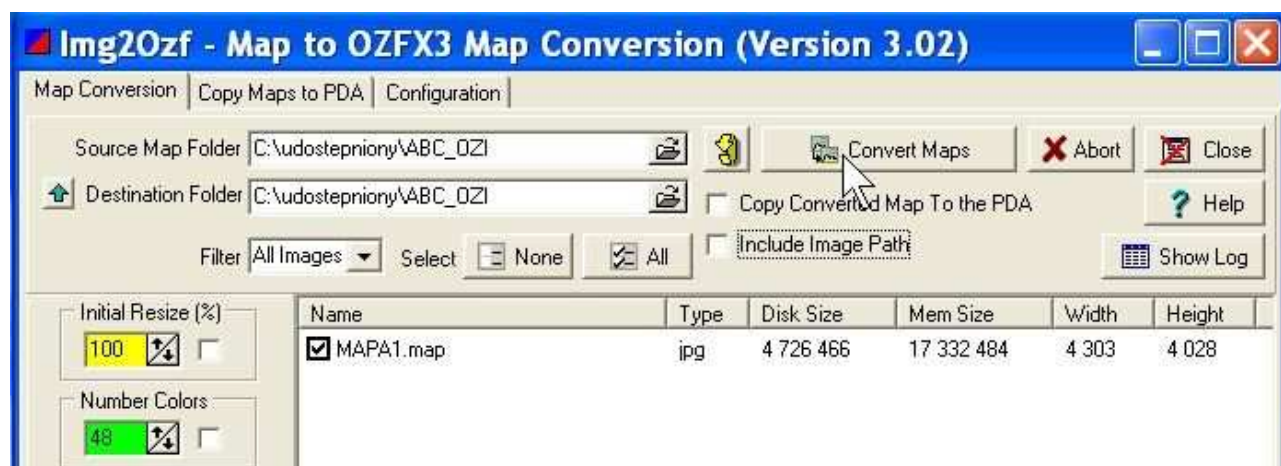 Img2Ozf - Map to OZFX3 Map Conversion (Version 3.02)
Map Conversion Copy Maps to PDA Configuration
Source Map Folder C:\udostepniony\ABC_OZI Convert Maps Abort Close
Destination Folder C:\udostepniony\ABC_OZI Copy Converted Map To the PDA Help
Filter All Images Select None All Include Image Path Show Log
Initial Resize (%) Name Type Disk Size Mem Size Width Height
100 MAPA1.map jpg 4 726 466 17 332 484 4 303 4 028
Number Colors
48